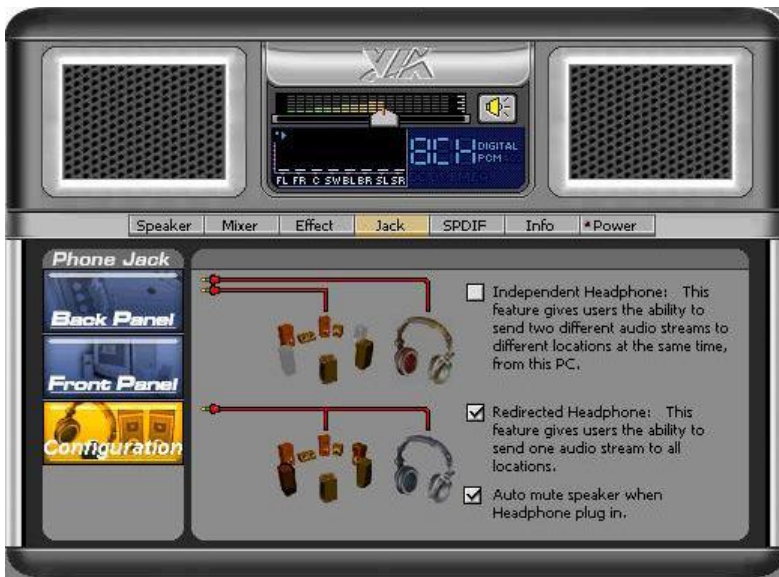 VIA
8CH DIGITAL
PCM
FL FR C SW BL BR SL SR
Speaker Mixer Effect Jack SPDIF Info Power
Phone Jack
Back Panel
Front Panel
Configuration
Independent Headphone: This
feature gives users the ability to
send two different audio streams to
different locations at the same time,
from this PC.
Redirected Headphone: This
feature gives users the ability to
send one audio stream to all
locations.
Auto mute speaker when
Headphone plug in.